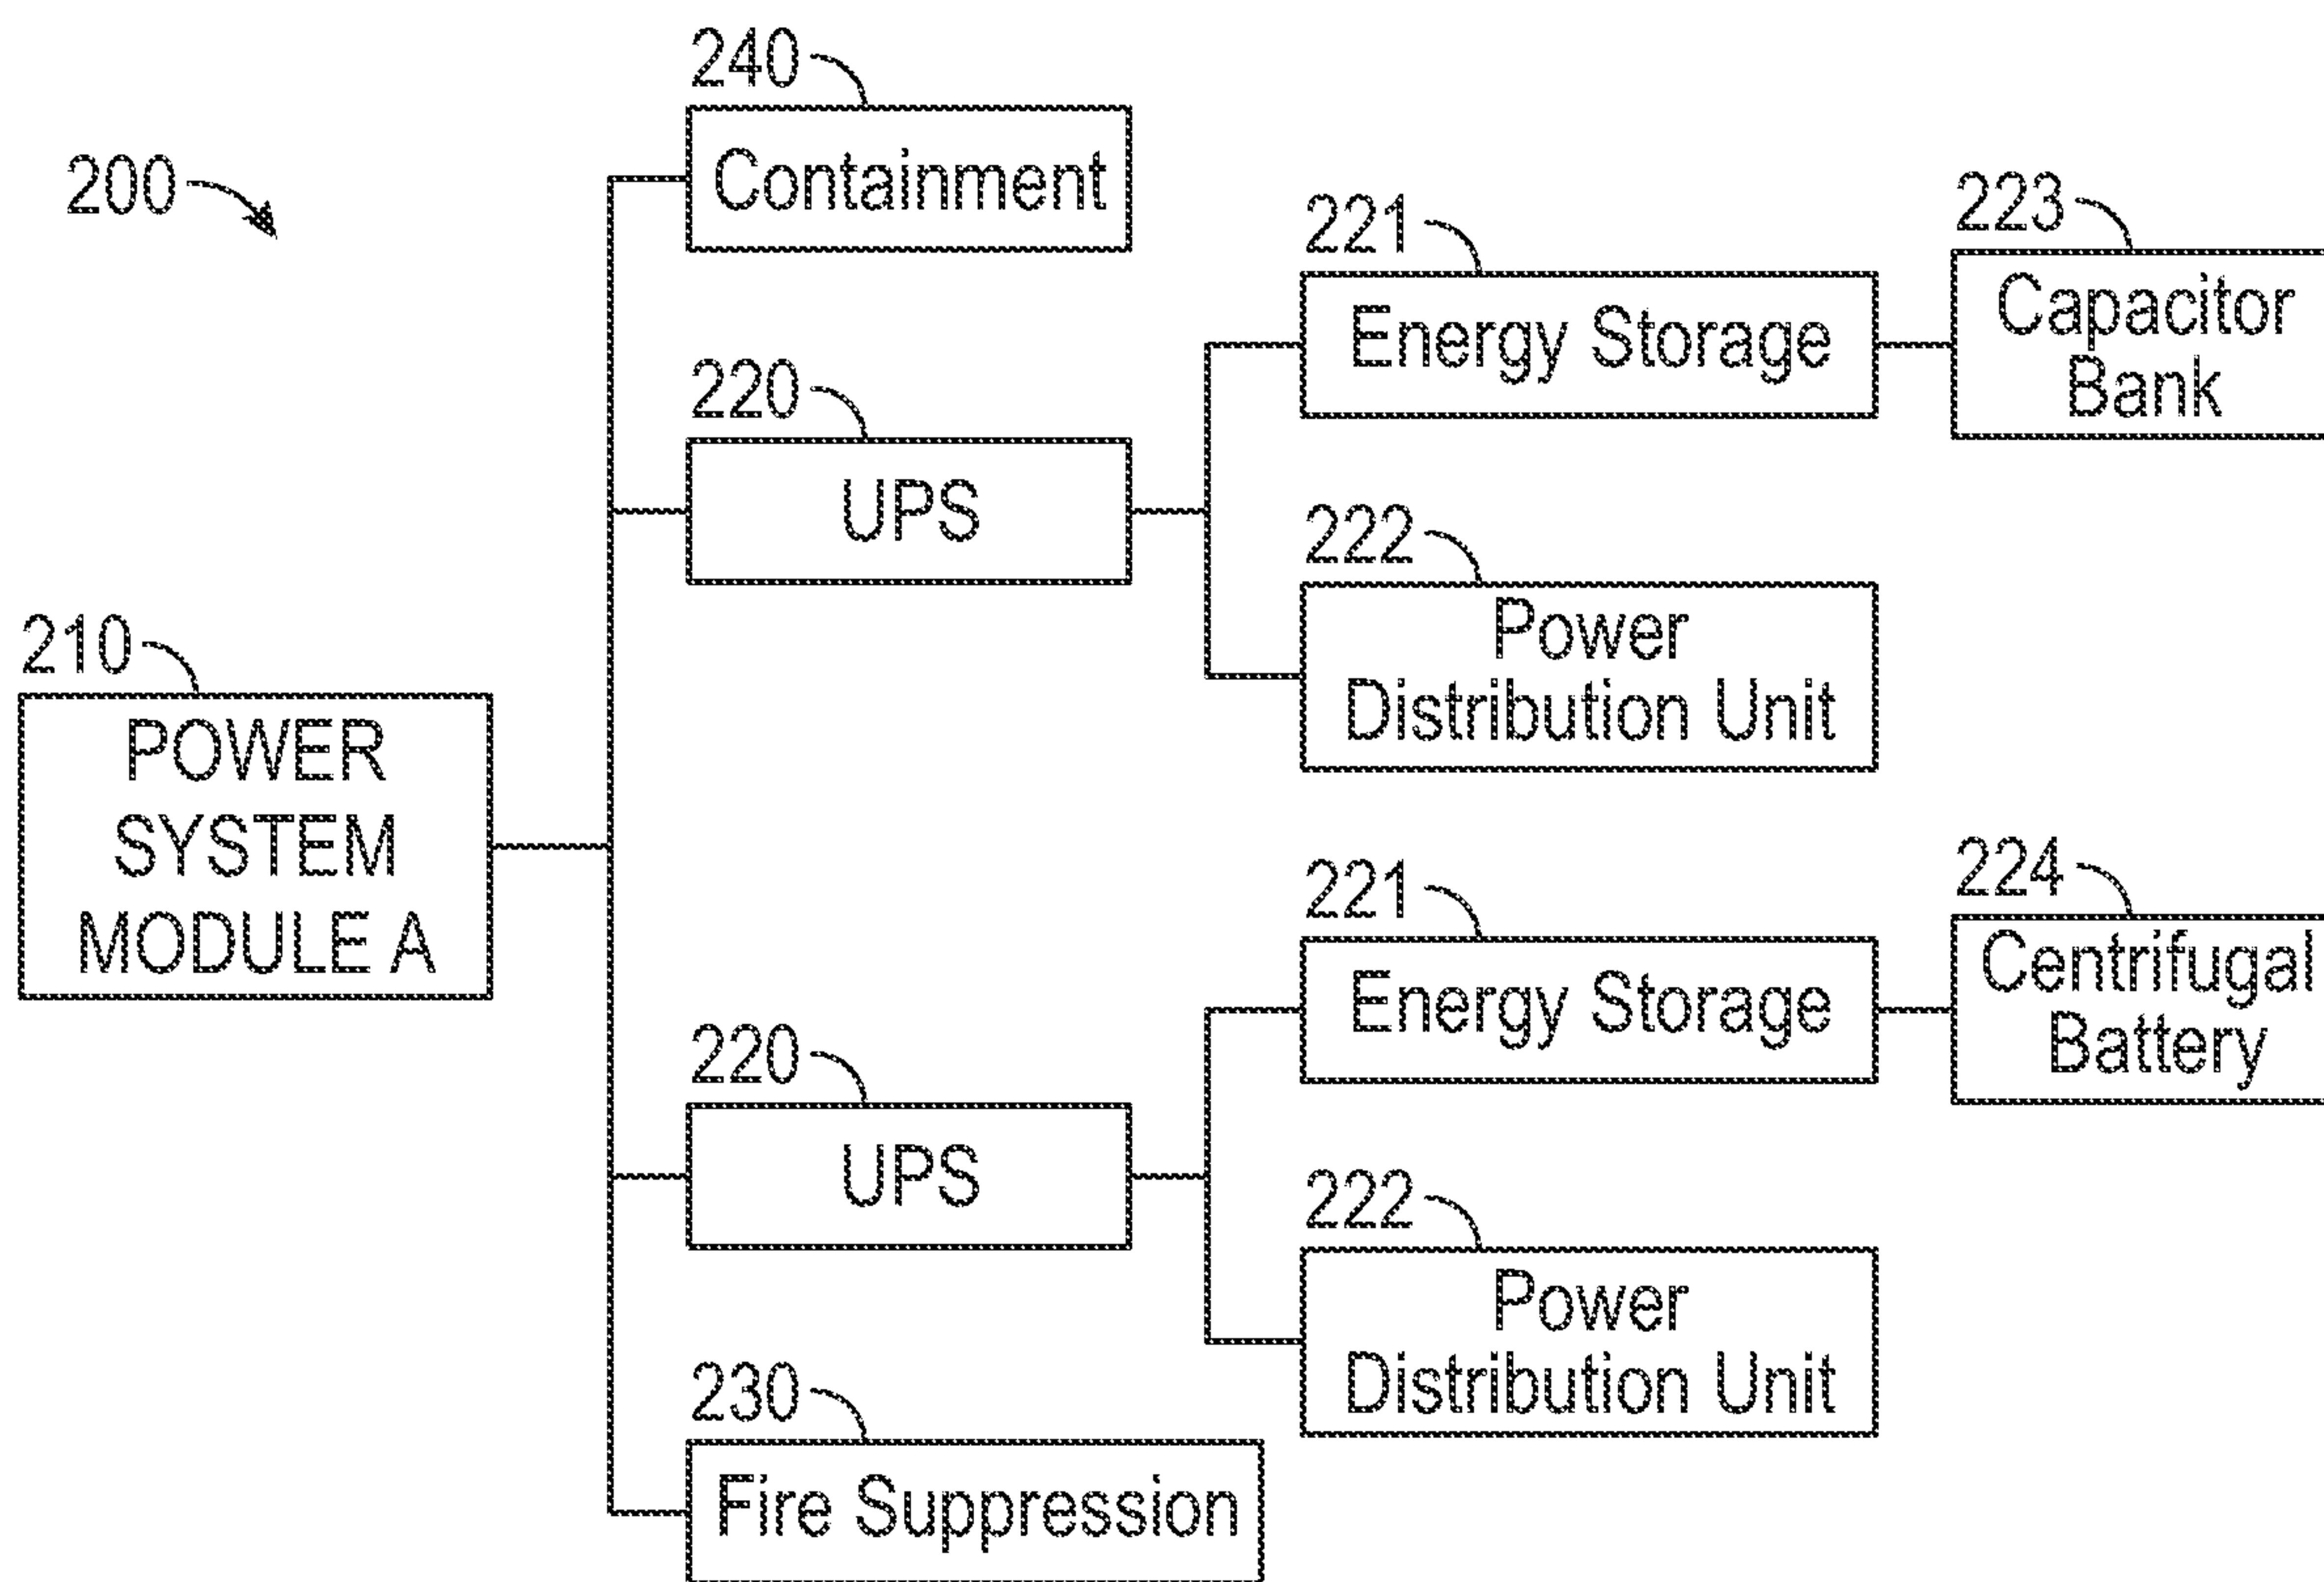 240
Containment
200
221
223
Energy Storage
Capacitor
Bank
220
UPS
222
Power
Distribution Unit
210
POWER
SYSTEM
MODULE A
221
224
Energy Storage
Centrifugal
Battery
220
UPS
222
Power
Distribution Unit
230
Fire Suppression